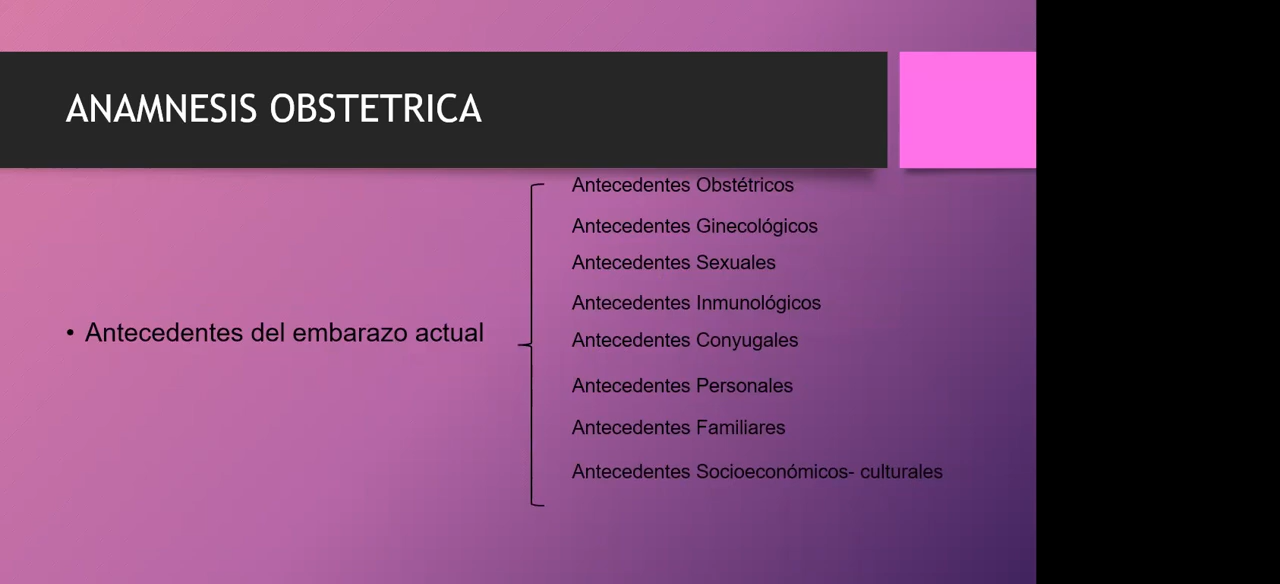 ANAMNESIS OBSTETRICA
• Antecedentes del embarazo actual
Antecedentes Obstétricos
Antecedentes Ginecológicos
Antecedentes Sexuales
Antecedentes Inmunológicos
Antecedentes Conyugales
Antecedentes Personales
Antecedentes Familiares
Antecedentes Socioeconómicos- culturales